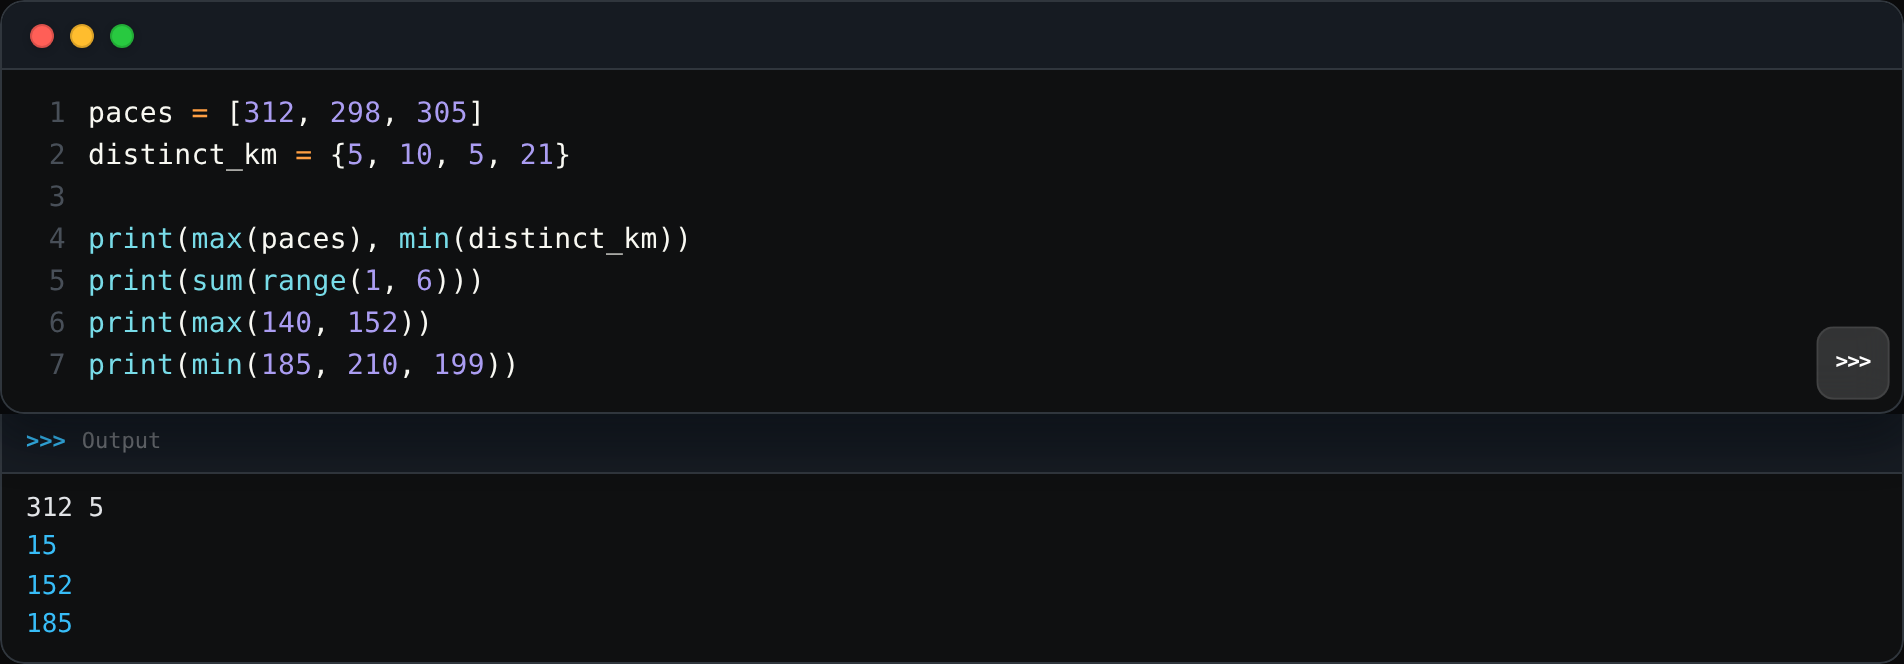 1 paces = [312, 298, 305]
2 distinct_km = {5, 10, 5, 21}
3
4 print(max(paces), min(distinct_km))
5 print(sum(range(1, 6)))
6 print(max(140, 152))
7 print(min(185, 210, 199))
>>>
>>> Output
312 5
15
152
185